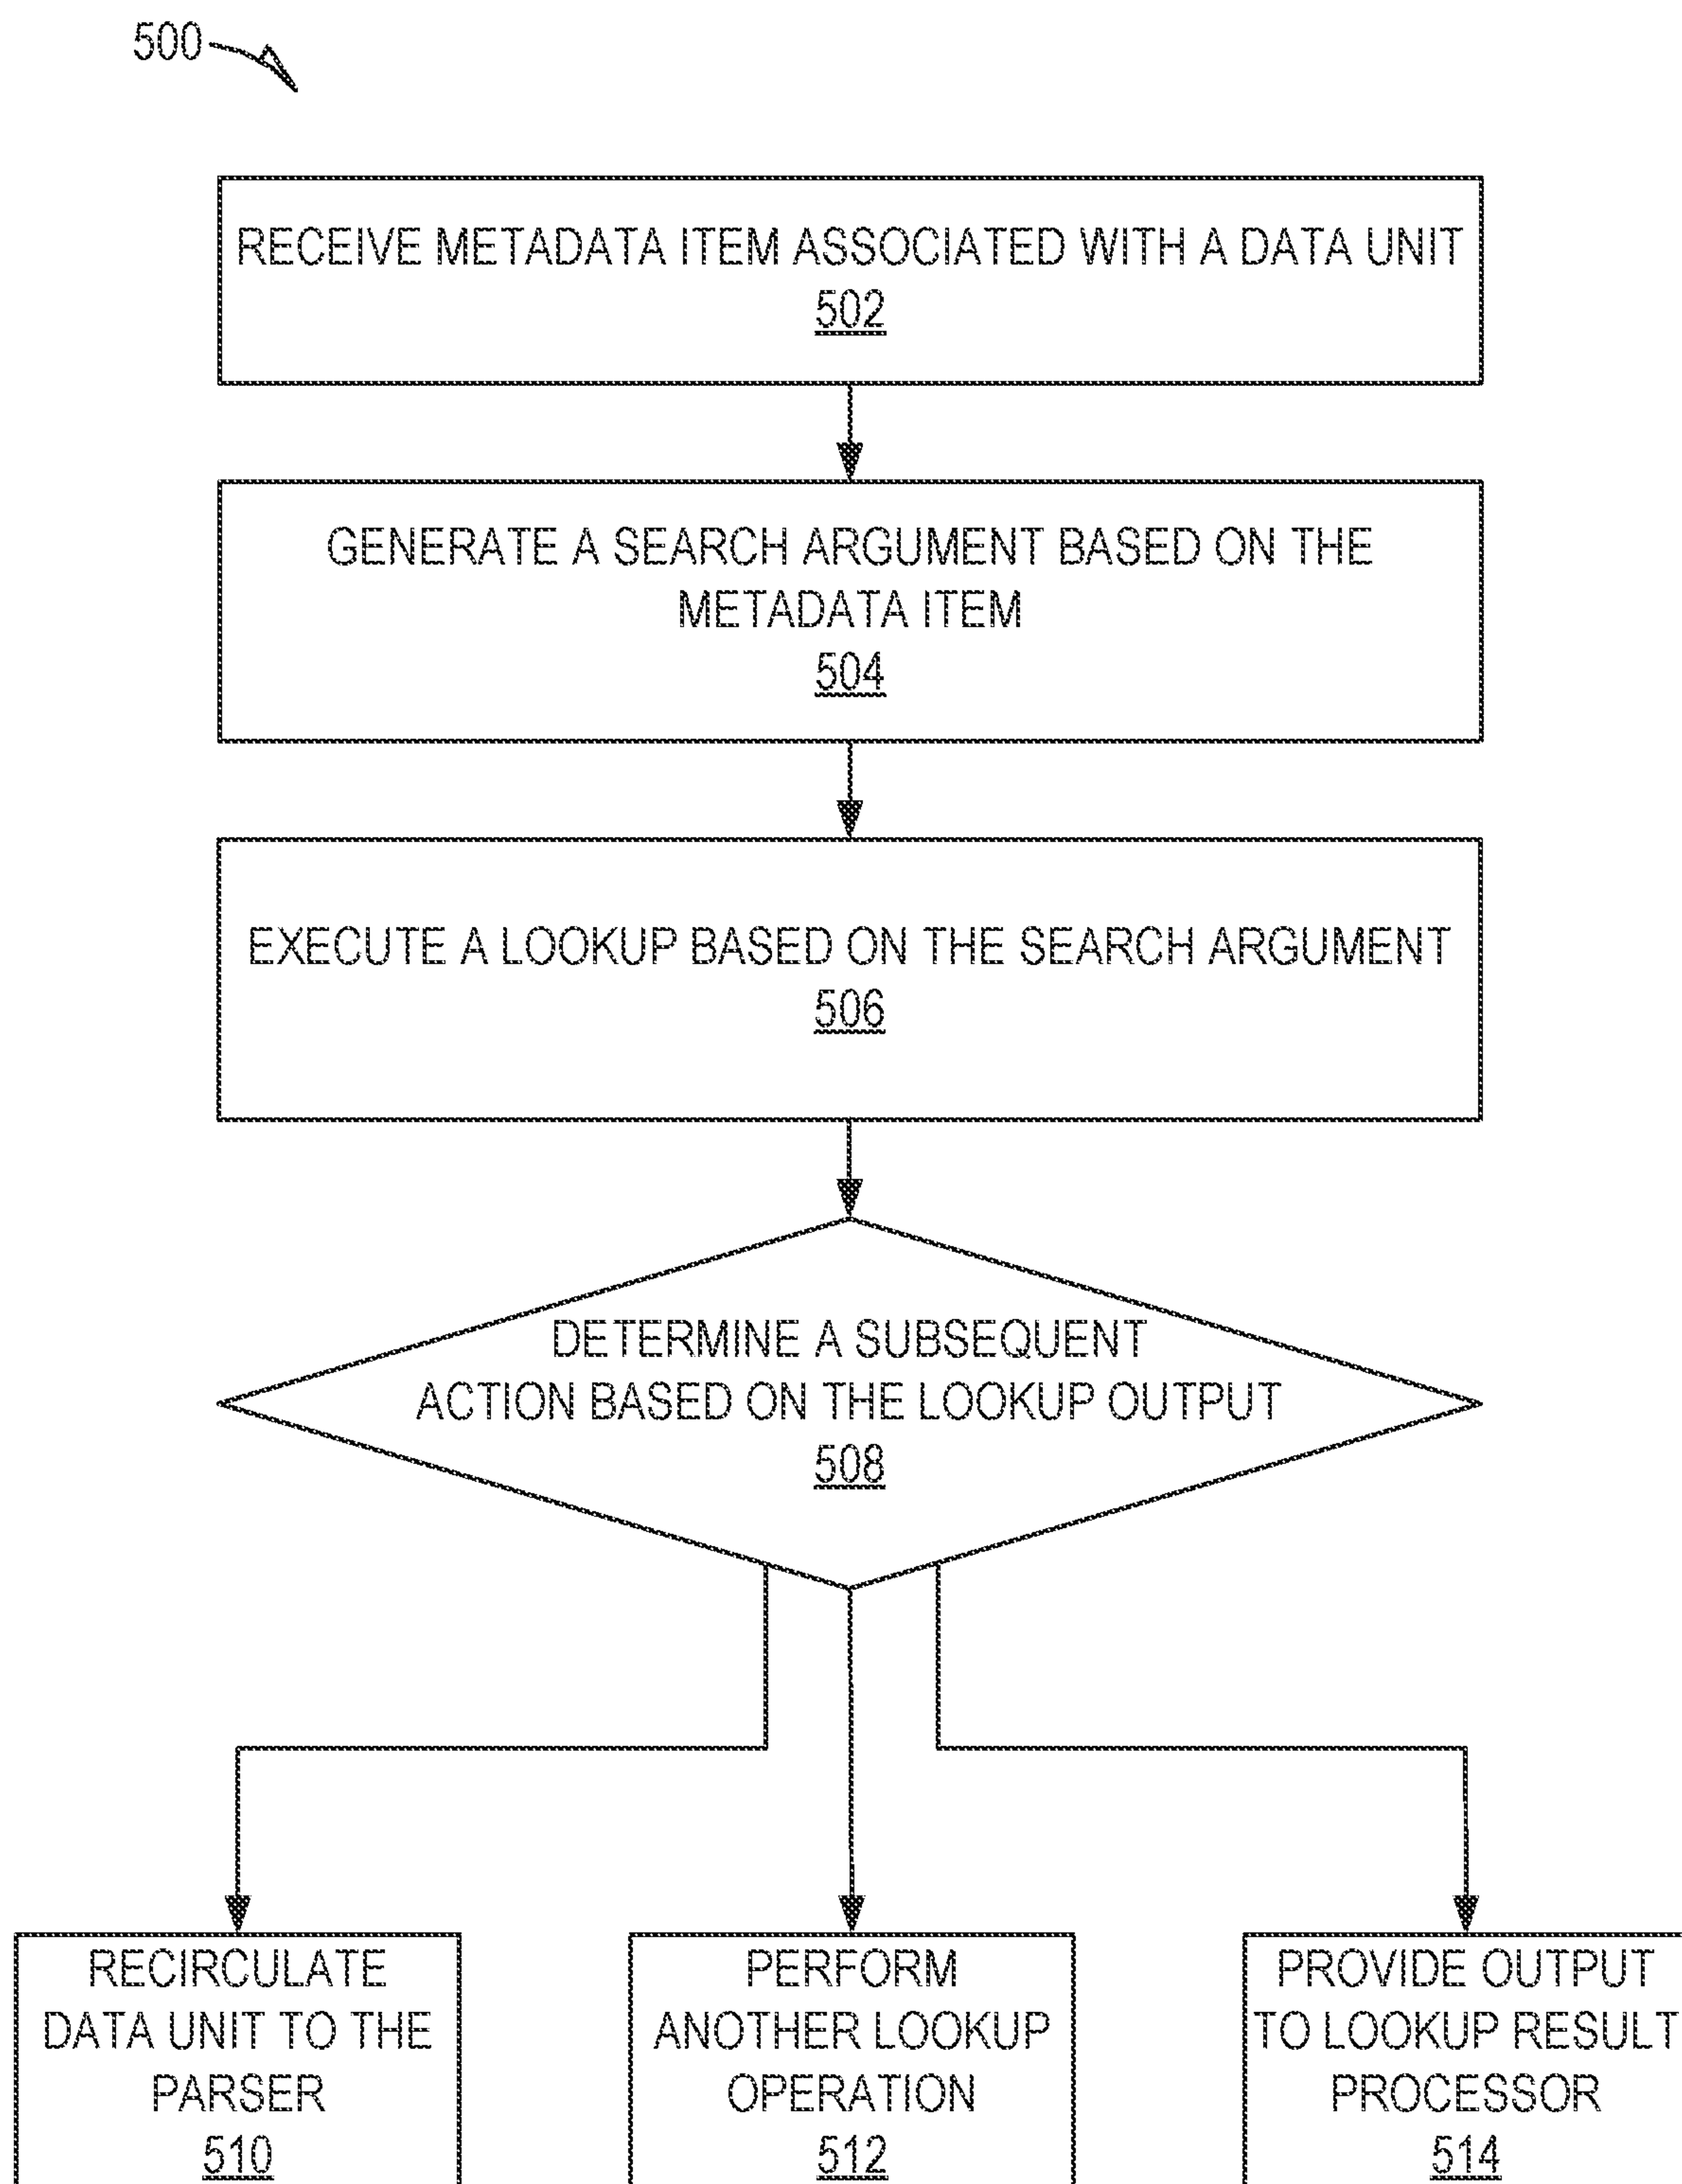 500
RECEIVE METADATA ITEM ASSOCIATED WITH A DATA UNIT
502
GENERATE A SEARCH ARGUMENT BASED ON THE
METADATA ITEM
504
EXECUTE A LOOKUP BASED ON THE SEARCH ARGUMENT
506
DETERMINE A SUBSEQUENT
ACTION BASED ON THE LOOKUP OUTPUT
508
RECIRCULATE
DATA UNIT TO THE
PARSER
510
PERFORM
ANOTHER LOOKUP
OPERATION
512
PROVIDE OUTPUT
TO LOOKUP RESULT
PROCESSOR
514